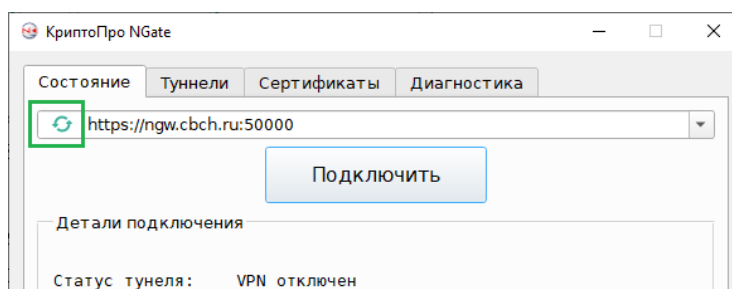 КриптоПро NGate
Состояние Туннели Сертификаты Диагностика
https://ngw.cbch.ru:50000
Подключить
Детали подключения
Статус тунеля: VPN отключен